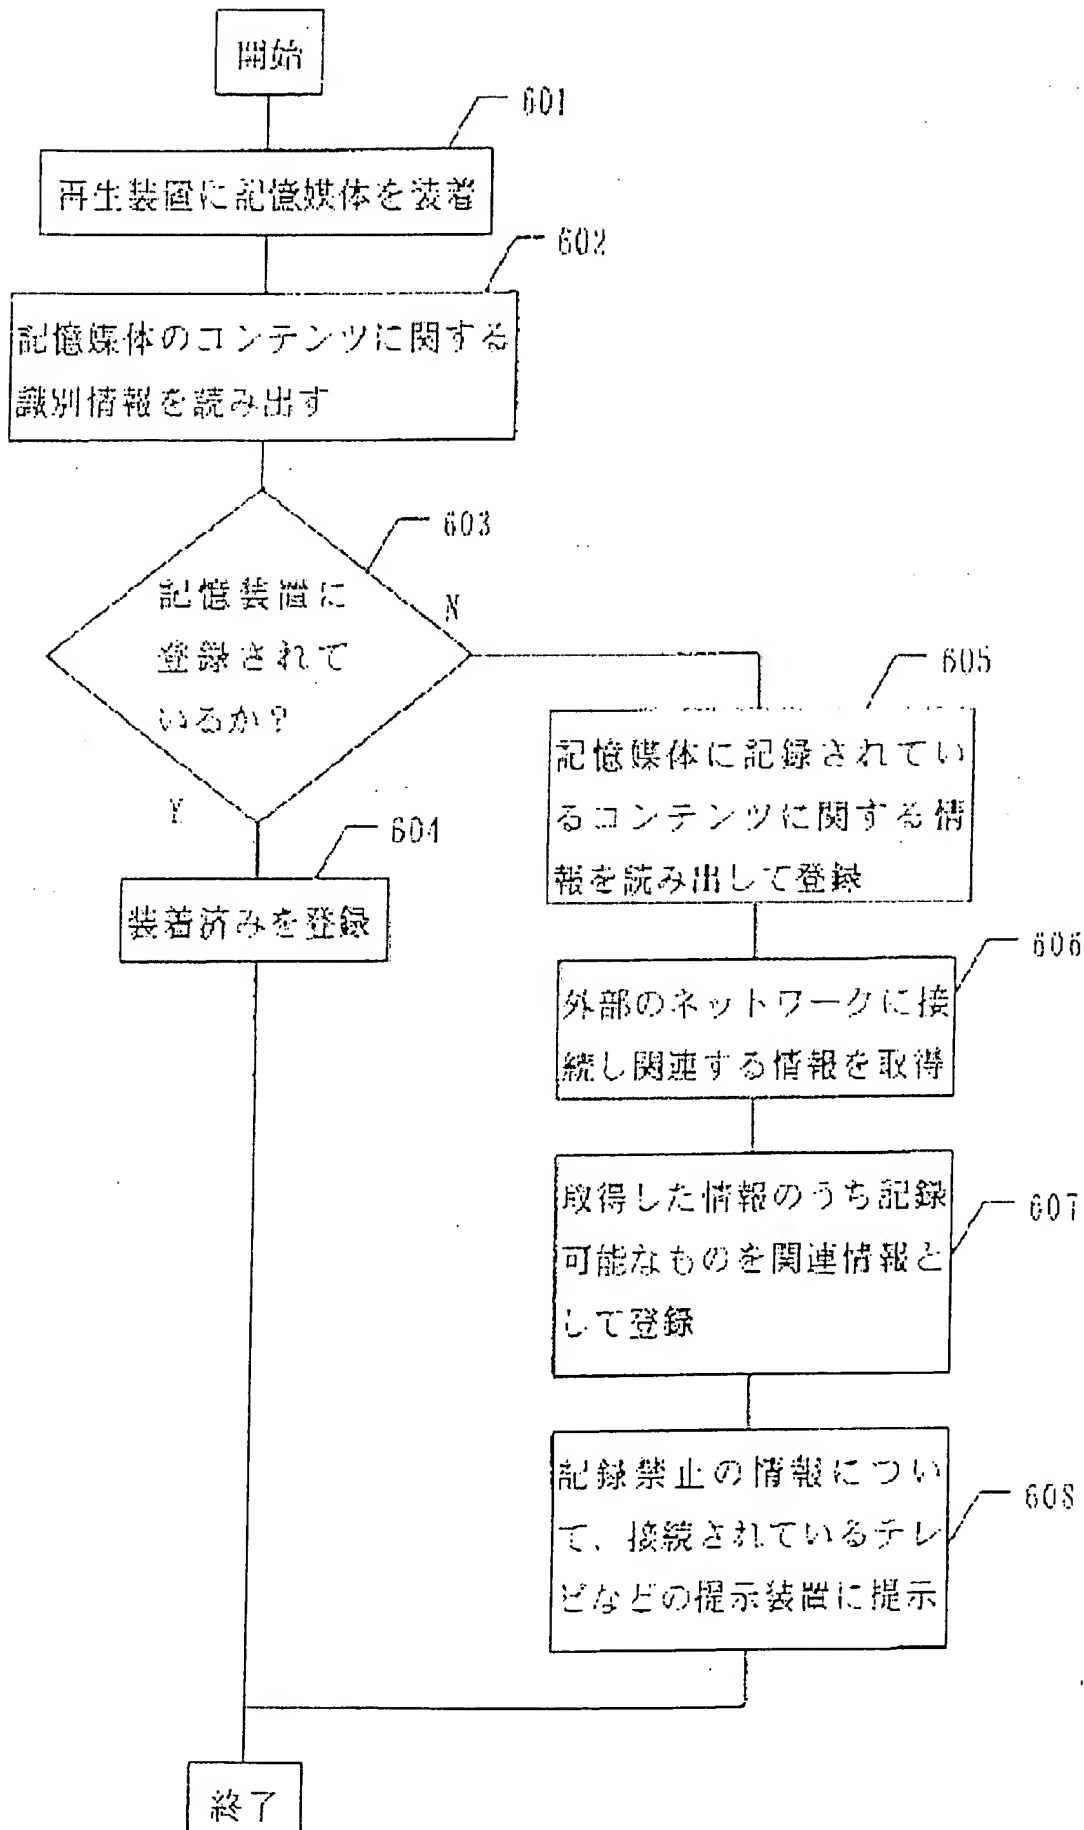 開始
601
再生装置に記憶媒体を装着
602
記憶媒体のコンテンツに関する
識別情報を読み出す
603
記憶装置に
登録されて
いるか?
N
Y
604
装着済みを登録
605
記憶媒体に記録されてい
るコンテンツに関する情
報を読み出して登録
606
外部のネットワークに接
続し関連する情報を取得
607
取得した情報のうち記録
可能なものを関連情報と
して登録
608
記録禁止の情報につい
て、接続されているテレ
ビなどの提示装置に提示
終了